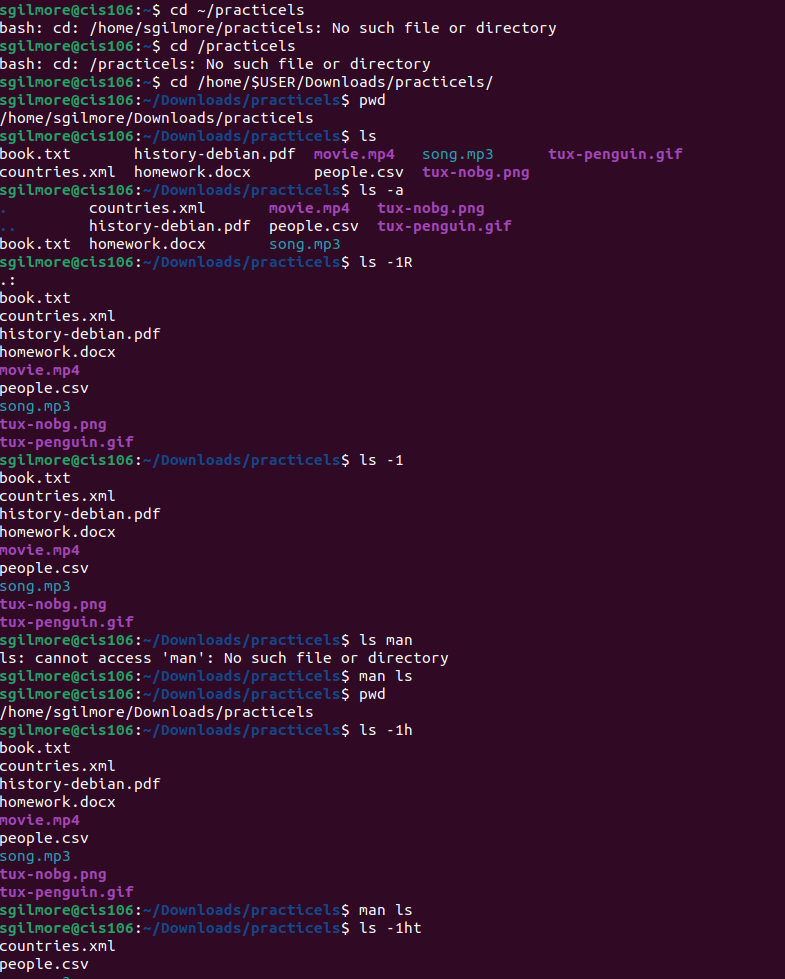 sgilmore@cis106:~$ cd ~/practicels
bash: cd: /home/sgilmore/practicels: No such file or directory
sgilmore@cis106:~$ cd /practicels
bash: cd: /practicels: No such file or directory
sgilmore@cis106:~$ cd /home/$USER/Downloads/practicels/
sgilmore@cis106:~/Downloads/practicels$ pwd
/home/sgilmore/Downloads/practicels
sgilmore@cis106:~/Downloads/practicels$ ls
book.txt       history-debian.pdf  movie.mp4   song.mp3      tux-penguin.gif
countries.xml  homework.docx       people.csv  tux-nobg.png
sgilmore@cis106:~/Downloads/practicels$ ls -a
.         countries.xml       movie.mp4   tux-nobg.png
..        history-debian.pdf  people.csv  tux-penguin.gif
book.txt  homework.docx       song.mp3
sgilmore@cis106:~/Downloads/practicels$ ls -1R
.:
book.txt
countries.xml
history-debian.pdf
homework.docx
movie.mp4
people.csv
song.mp3
tux-nobg.png
tux-penguin.gif
sgilmore@cis106:~/Downloads/practicels$ ls -1
book.txt
countries.xml
history-debian.pdf
homework.docx
movie.mp4
people.csv
song.mp3
tux-nobg.png
tux-penguin.gif
sgilmore@cis106:~/Downloads/practicels$ ls man
ls: cannot access 'man': No such file or directory
sgilmore@cis106:~/Downloads/practicels$ man ls
sgilmore@cis106:~/Downloads/practicels$ pwd
/home/sgilmore/Downloads/practicels
sgilmore@cis106:~/Downloads/practicels$ ls -1h
book.txt
countries.xml
history-debian.pdf
homework.docx
movie.mp4
people.csv
song.mp3
tux-nobg.png
tux-penguin.gif
sgilmore@cis106:~/Downloads/practicels$ man ls
sgilmore@cis106:~/Downloads/practicels$ ls -1ht
countries.xml
people.csv